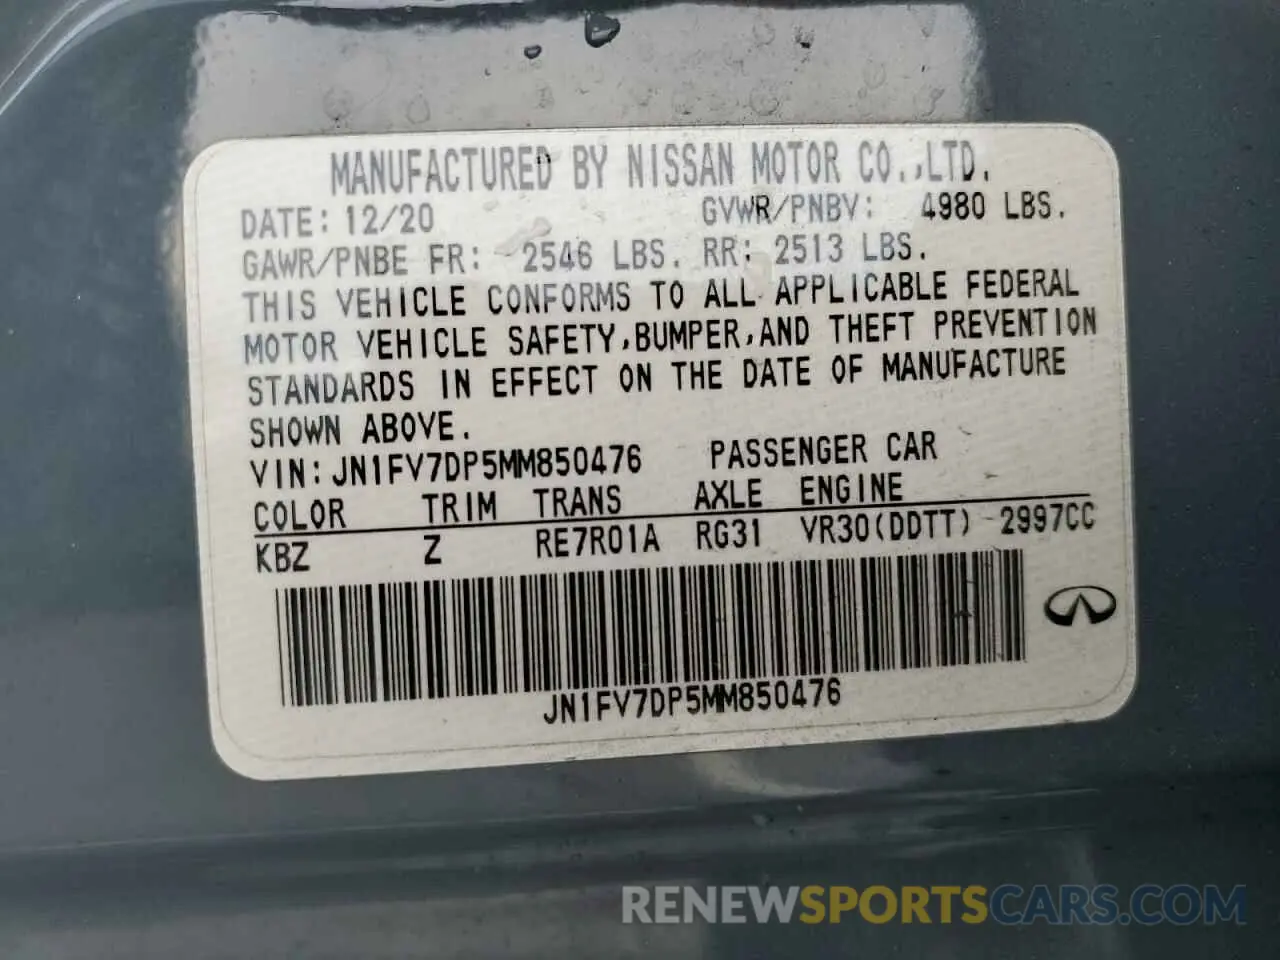 MANUFACTURED BY NISSAN MOTOR CO.,LTD.
DATE: 12/20 GVWR/PNBV: 4980 LBS.
GAWR/PNBE FR: 2546 LBS. RR: 2513 LBS.
THIS VEHICLE CONFORMS TO ALL APPLICABLE FEDERAL
MOTOR VEHICLE SAFETY,BUMPER,AND THEFT PREVENTION
STANDARDS IN EFFECT ON THE DATE OF MANUFACTURE
SHOWN ABOVE.
VIN:JN1FV7DP5MM850476 PASSENGER CAR
COLOR TRIM TRANS AXLE ENGINE
KBZ Z RE7R01A RG31 VR30(DDTT) 2997CC
JN1FV7DP5MM850476
RENEWSPORTSCARS.COM